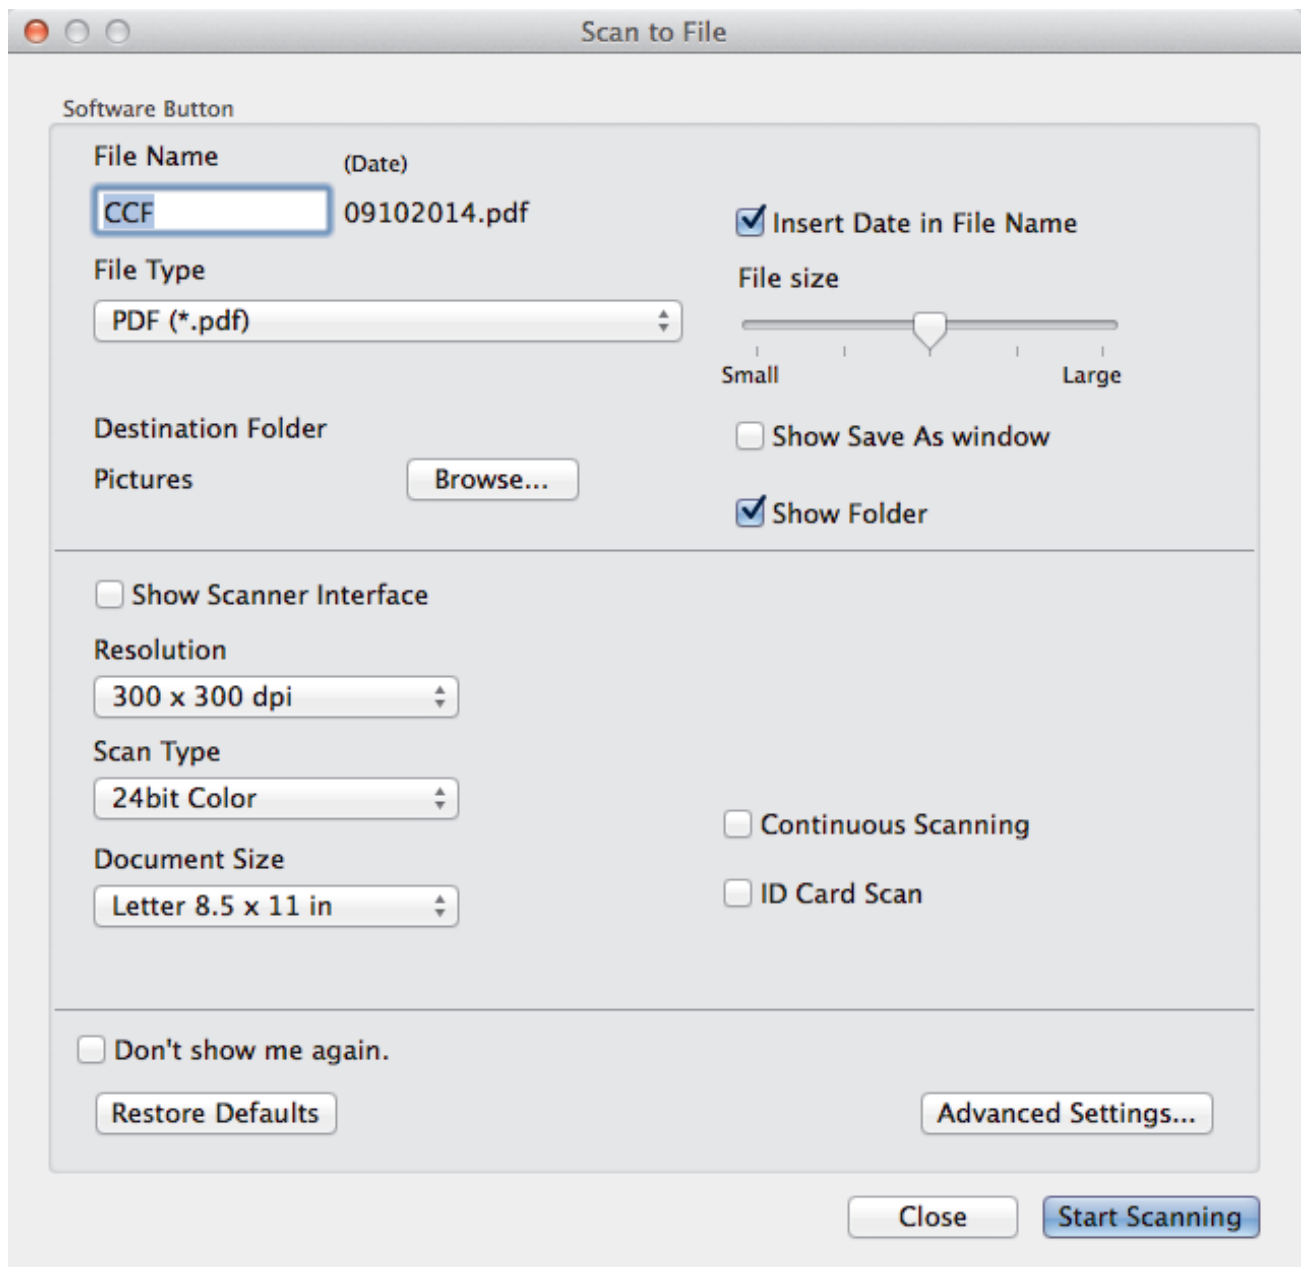 Scan to File
Software Button
File Name (Date)
CCF 09102014.pdf
Insert Date in File Name
File Type
File size
PDF (*.pdf)
Small Large
Destination Folder
Show Save As window
Pictures Browse...
Show Folder
Show Scanner Interface
Resolution
300 x 300 dpi
Scan Type
24bit Color
Continuous Scanning
Document Size
ID Card Scan
Letter 8.5 x 11 in
Don't show me again.
Restore Defaults Advanced Settings...
Close Start Scanning